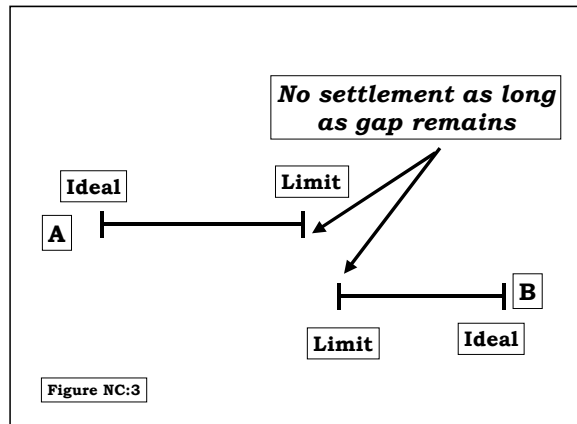 No settlement as long
as gap remains
Ideal
Limit
A
B
Limit
Ideal
Figure NC:3